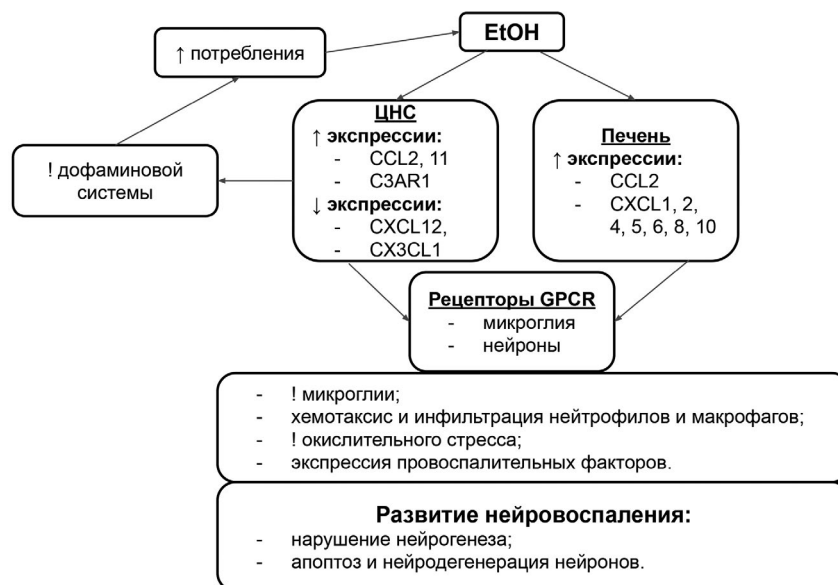 EtOH
↑ потребления
ЦНС
↑ экспрессии:
- CCL2, 11
- C3AR1
↓ экспрессии:
- CXCL12,
- CX3CL1
Печень
↑ экспрессии:
- CCL2
- CXCL1, 2,
4, 5, 6, 8, 10
! дофаминовой
системы
Рецепторы GPCR
- микроглия
- нейроны
- ! микроглии;
- хемотаксис и инфильтрация нейтрофилов и макрофагов;
- ! окислительного стресса;
- экспрессия провоспалительных факторов.
Развитие нейровоспаления:
- нарушение нейрогенеза;
- апоптоз и нейродегенерация нейронов.